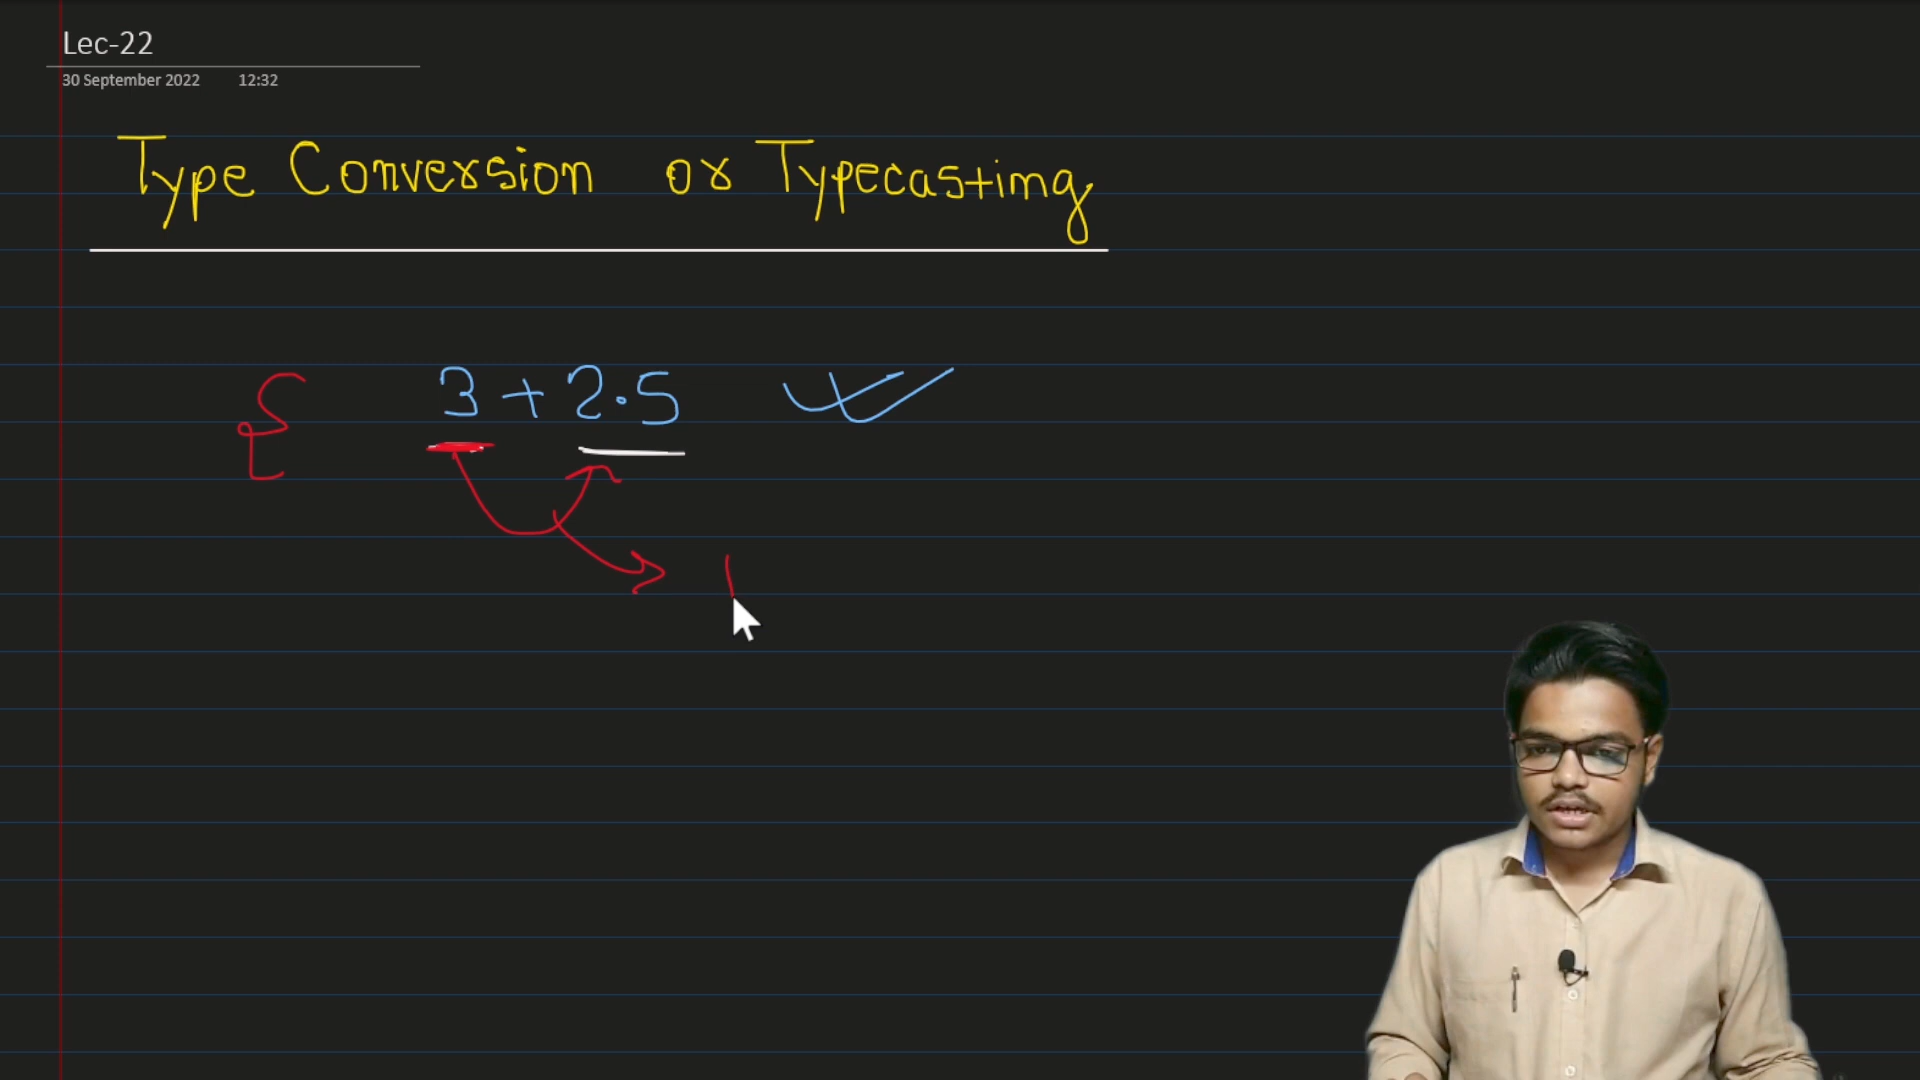 Lec-22
30 September 2022 12:32
Type Conversion or Typecasting
3 + 2.5